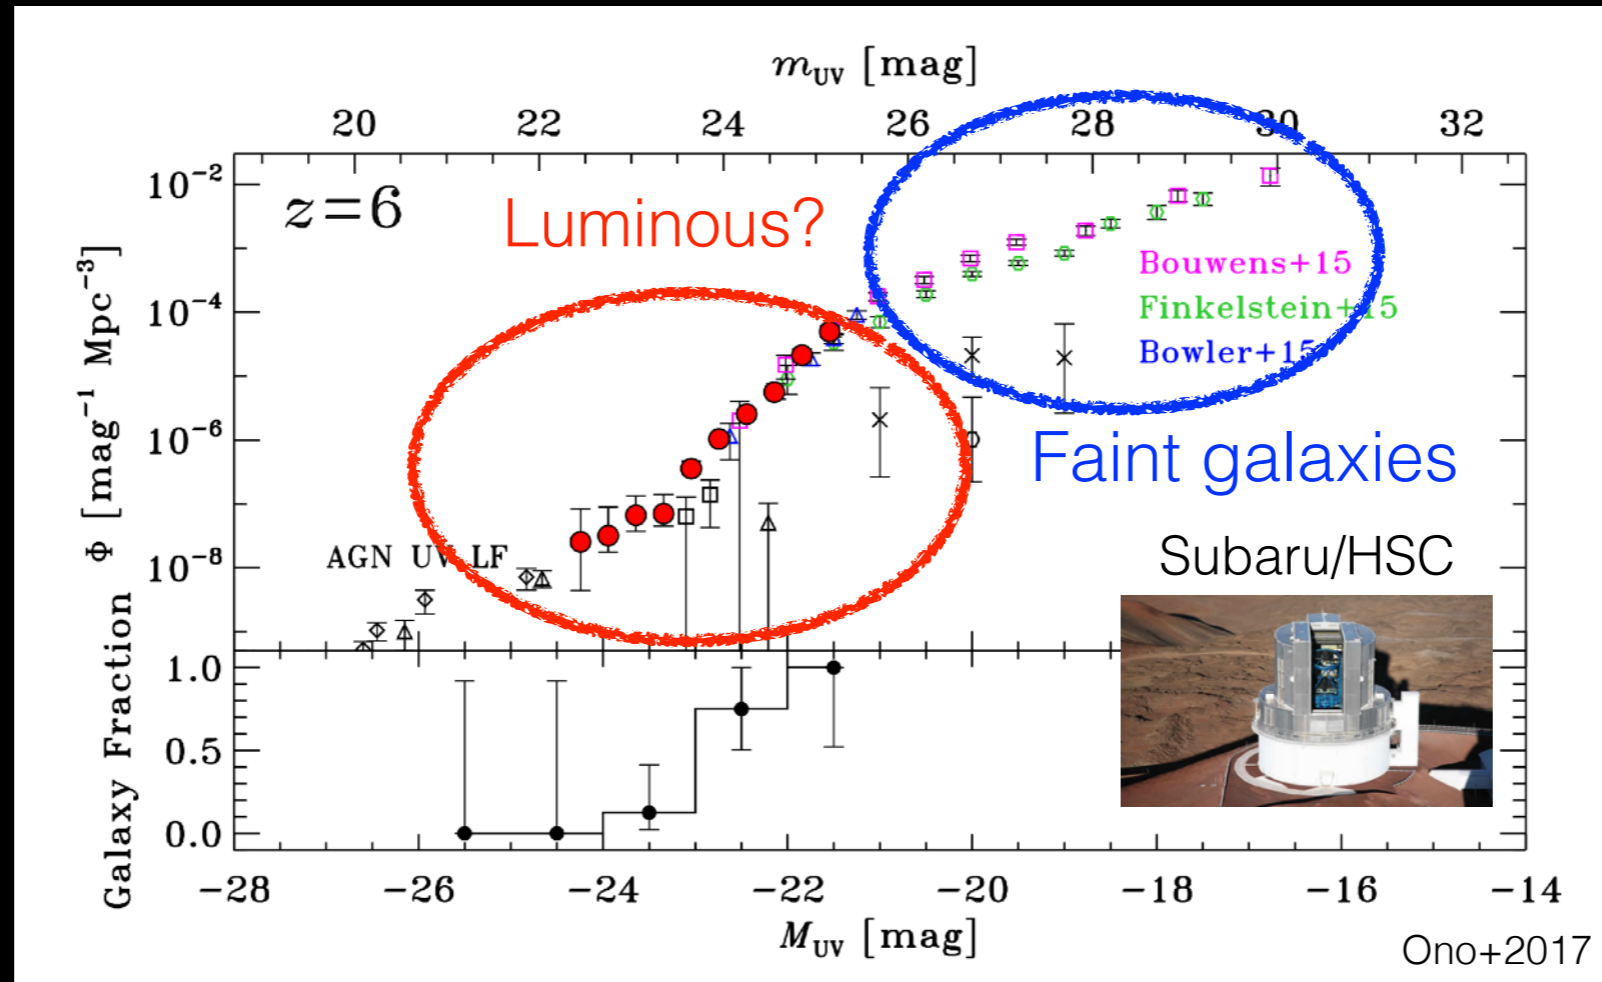 m_UV [mag]
20 22 24 26 28 30 32
z=6
Luminous?
10⁻²
10⁻⁴
10⁻⁶
10⁻⁸
Φ [mag⁻¹ Mpc⁻³]
Bouwens+15
Finkelstein+15
Bowler+15
Faint galaxies
AGN UV LF
Subaru/HSC
Galaxy Fraction
1.0
0.5
0.0
−28 −26 −24 −22 −20 −18 −16 −14
M_UV [mag]
Ono+2017